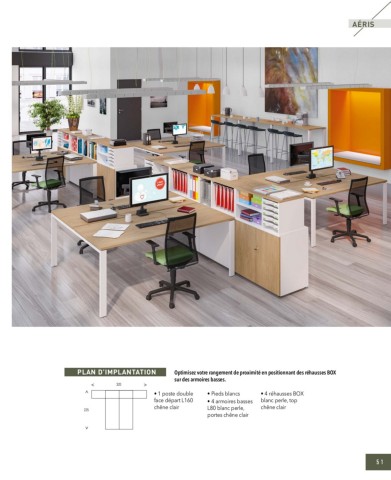 AÉRIS
PLAN D'IMPLANTATION
Optimisez votre rangement de proximité en positionnant des réhausses BOX
sur des armoires basses.
• 1 poste double
face départ L160
chêne clair
• Pieds blancs
• 4 armoires basses
L80 blanc perle,
portes chêne clair
• 4 réhausses BOX
blanc perle, top
chêne clair
51